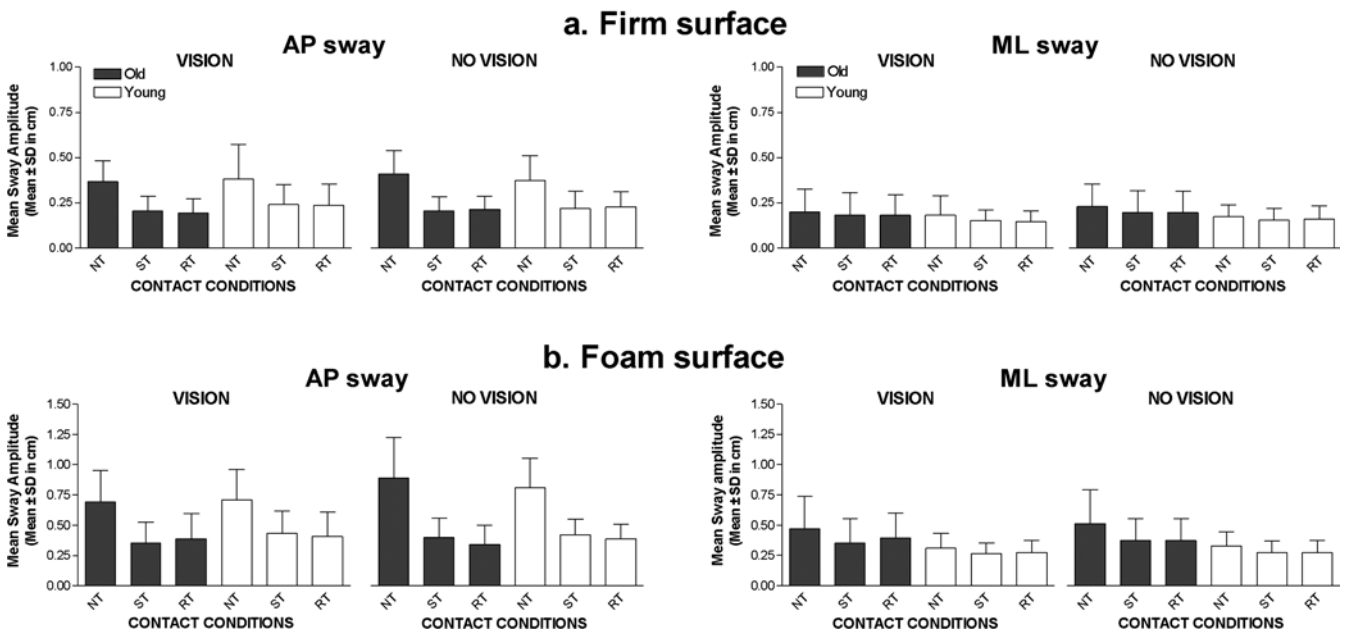 a. Firm surface
AP sway
VISION
NO VISION
Old
Young
Mean Sway Amplitude
(Mean ± SD in cm)
1.00
0.75
0.50
0.25
0.00
NT ST RT NT ST RT
CONTACT CONDITIONS
NT ST RT NT ST RT
CONTACT CONDITIONS
ML sway
VISION
NO VISION
Old
Young
Mean sway Amplitude
(Mean ± SD in cm)
1.00
0.75
0.50
0.25
0.00
NT ST RT NT ST RT
CONTACT CONDITIONS
NT ST RT NT ST RT
CONTACT CONDITIONS
b. Foam surface
AP sway
VISION
NO VISION
Mean Sway Amplitude
(Mean ± SD in cm)
1.50
1.25
1.00
0.75
0.50
0.25
0.00
NT ST RT NT ST RT
CONTACT CONDITIONS
NT ST RT NT ST RT
CONTACT CONDITIONS
ML sway
VISION
NO VISION
Mean Sway amplitude
(Mean ± SD in cm)
1.50
1.25
1.00
0.75
0.50
0.25
0.00
NT ST RT NT ST RT
CONTACT CONDITIONS
NT ST RT NT ST RT
CONTACT CONDITIONS